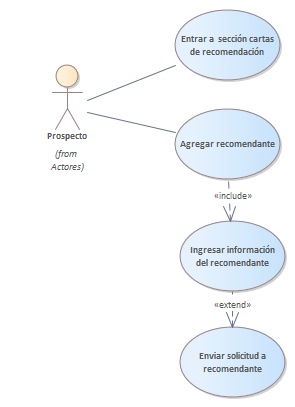 Entrar a sección cartas
de recomendación
Prospecto
(from
Actores)
Agregar recomendante
«include»
Ingresar información
del recomendante
«extend»
Enviar solicitud a
recomendante